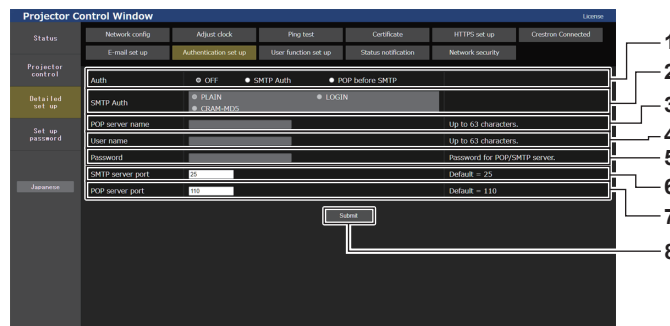 Projector Control Window License
Status Network config Adjust clock Ping test Certificate HTTPS set up Crestron Connected
E-mail set up Authentication set up User function set up Status notification Network security
Projector
control
Auth OFF SMTP Auth POP before SMTP 1
Detailed
set up
SMTP Auth PLAIN LOGIN 2
CRAM-MD5
POP server name Up to 63 characters. 3
Set up
password
User name Up to 63 characters. 4
Password Password for POP/SMTP server. 5
SMTP server port 25 Default = 25 6
Japanese
POP server port 110 Default = 110 7
Submit
8